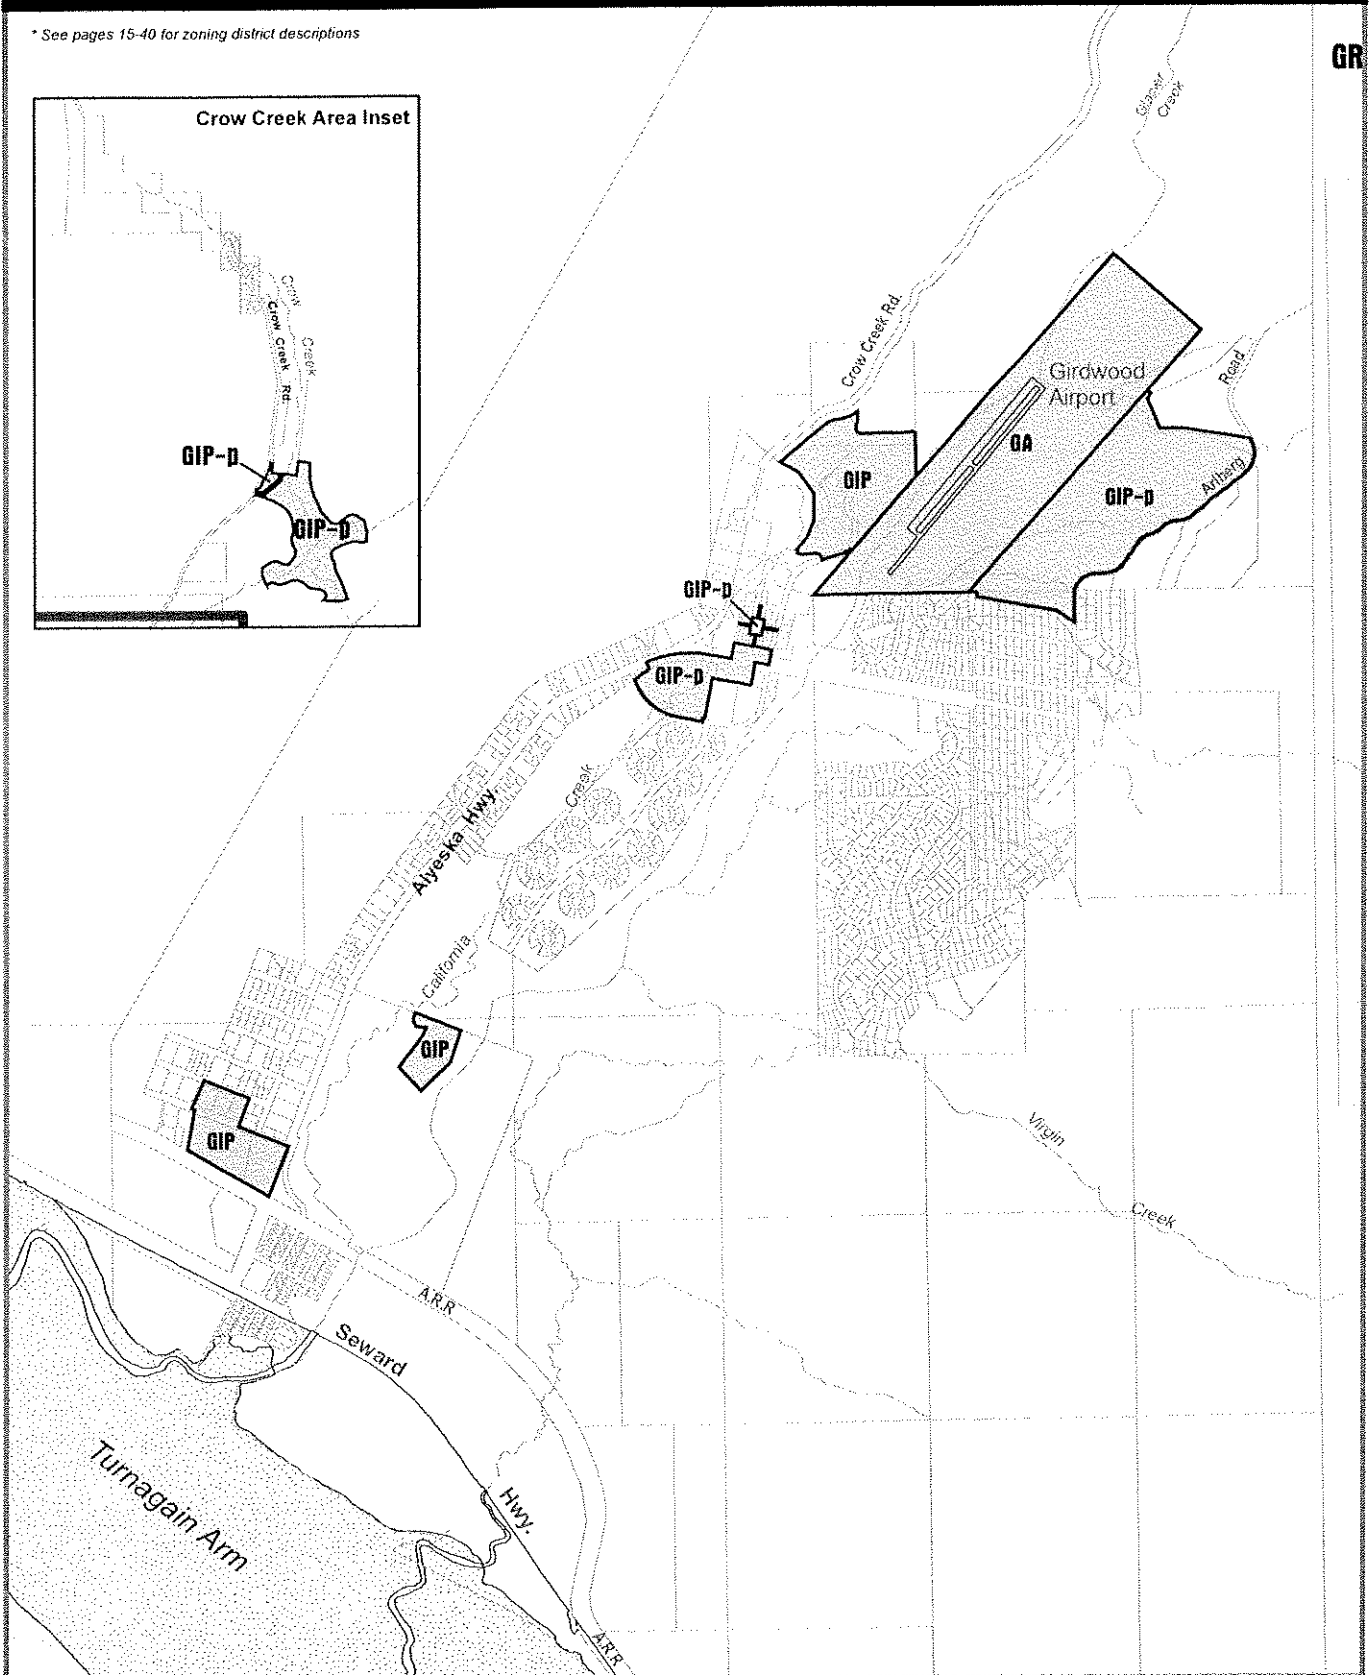 * See pages 15-40 for zoning district descriptions
GR
Crow Creek Area Inset
Crow
Creek
Crow Creek Rd.
GIP-p
GIP-p
Glacier
Creek
Crow Creek Rd.
Girdwood
Airport
GA
Road
Arlberg
GIP
GIP-p
GIP-p
GIP-p
Alyeska Hwy.
Creek
California
GIP
GIP
Virgin
Creek
A.R.R
Seward
Hwy.
Turnagain Arm
A.R.R